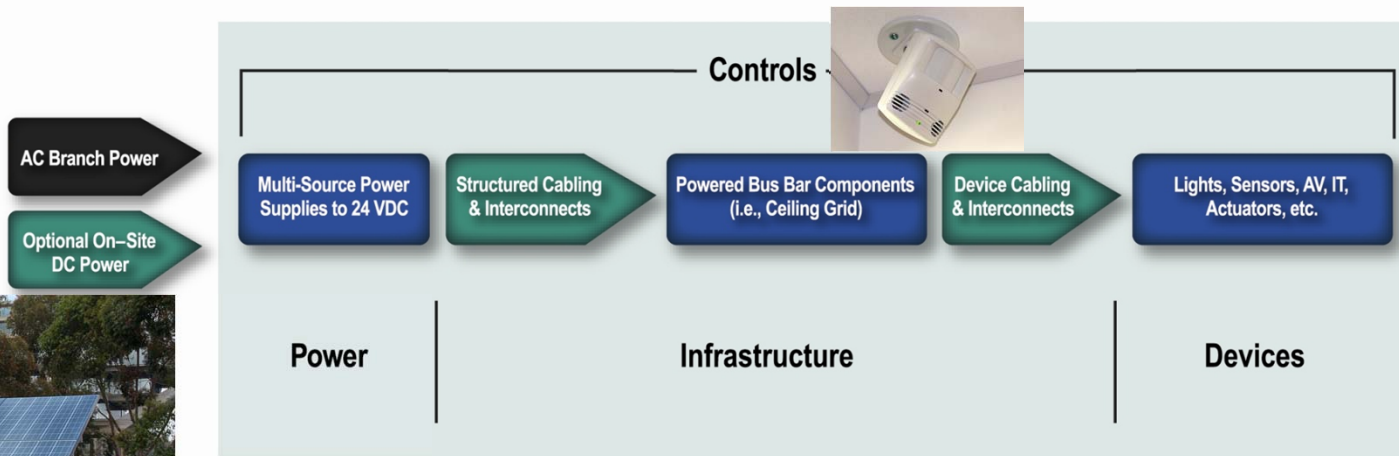 Controls
AC Branch Power
Optional On–Site
DC Power
Multi-Source Power
Supplies to 24 VDC
Structured Cabling
& Interconnects
Powered Bus Bar Components
(i.e., Ceiling Grid)
Device Cabling
& Interconnects
Lights, Sensors, AV, IT,
Actuators, etc.
Power
Infrastructure
Devices